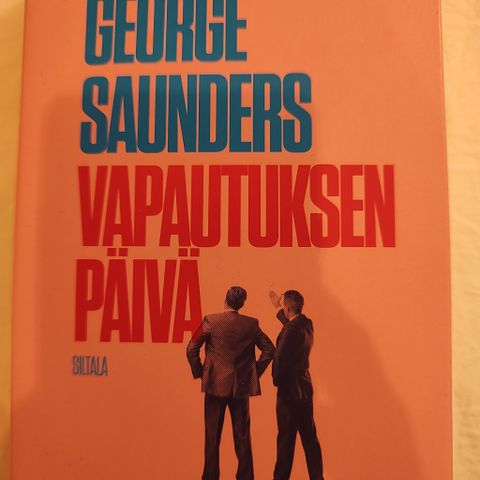 GEORGE
SAUNDERS
VAPAUTUKSEN
PÄIVÄ
SILTALA